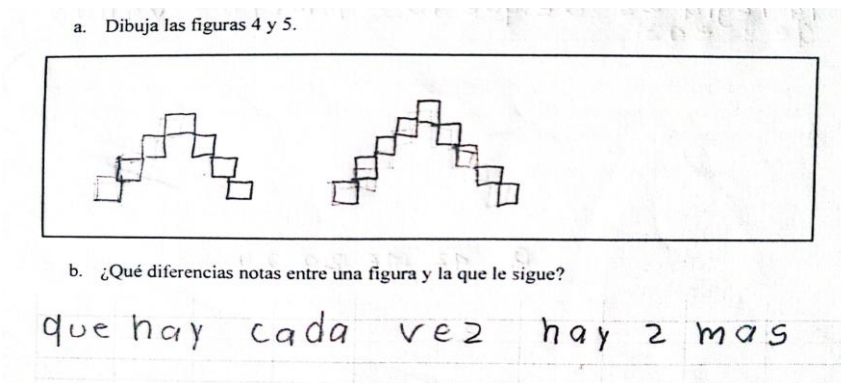 a. Dibuja las figuras 4 y 5.
b. ¿Qué diferencias notas entre una figura y la que le sigue?
que hay cada vez hay 2 mas